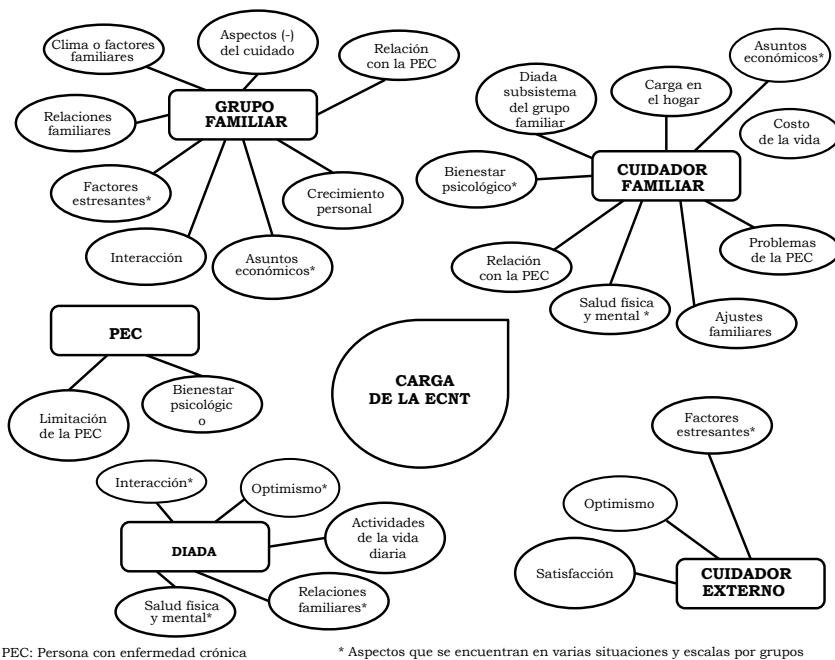 Clima o factores
familiares
Aspectos (-)
del cuidado
Relación
con la PEC
GRUPO
FAMILIAR
Relaciones
familiares
Factores
estresantes*
Interacción
Asuntos
económicos*
Crecimiento
personal
Diada
subsistema
del grupo
familiar
Carga en
el hogar
Asuntos
económicos*
Costo
de la vida
Bienestar
psicológico*
CUIDADOR
FAMILIAR
Relación
con la PEC
Salud física
y mental *
Ajustes
familiares
Problemas
de la PEC
PEC
Limitación
de la PEC
Bienestar
psicológic
o
CARGA
DE LA ECNT
Interacción*
Optimismo*
DIADA
Actividades
de la vida
diaria
Salud física
y mental*
Relaciones
familiares*
Factores
estresantes*
Optimismo
Satisfacción
CUIDADOR
EXTERNO
PEC: Persona con enfermedad crónica
* Aspectos que se encuentran en varias situaciones y escalas por grupos